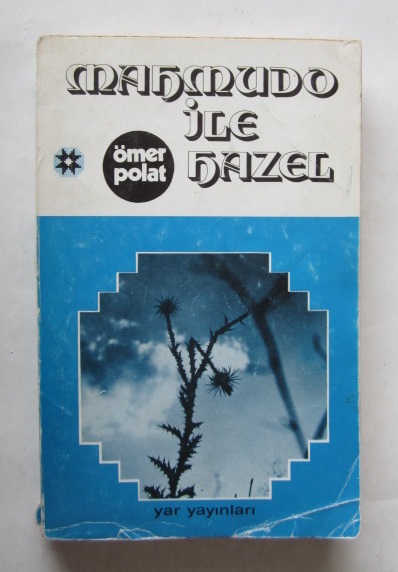 MAHMUDO
İLE
HAZEL
ömer
polat
yar yayınları